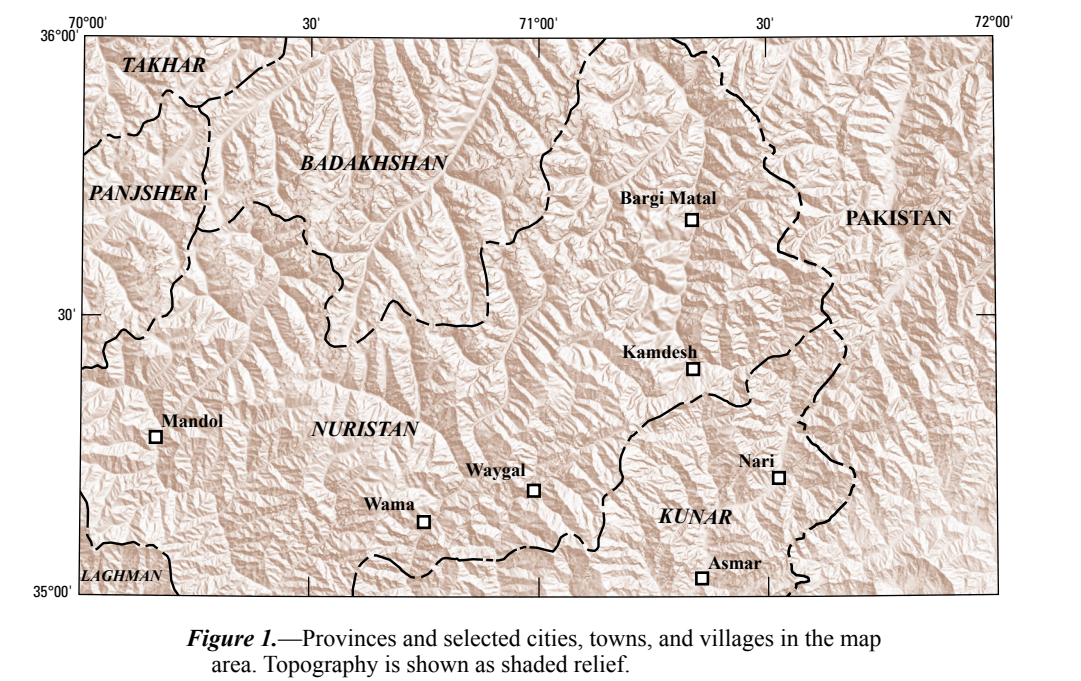 70°00'
30'
71°00'
30'
72°00'
36°00'
TAKHAR
BADAKHSHAN
PANJSHER
Bargi Matal
PAKISTAN
30'
Kamdesh
Mandol
NURISTAN
Waygal
Nari
Wama
KUNAR
Asmar
LAGHMAN
35°00'
Figure 1.—Provinces and selected cities, towns, and villages in the map
area. Topography is shown as shaded relief.